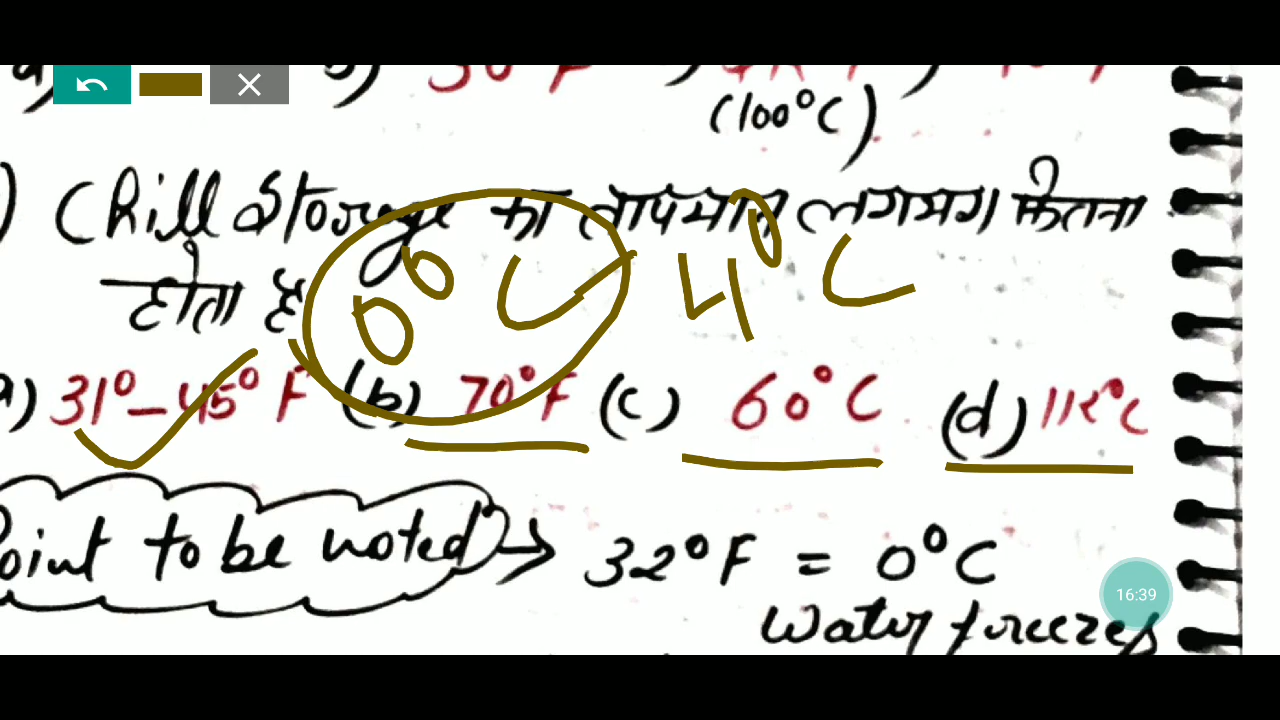 (100°C)
Chill Storage का तापमान लगभग कितना
होता है
0°C 4°C
a) 31°-45°F (b) 70°F (c) 60°C (d) 112°C
Point to be noted → 32°F = 0°C
Water freezes
16:39